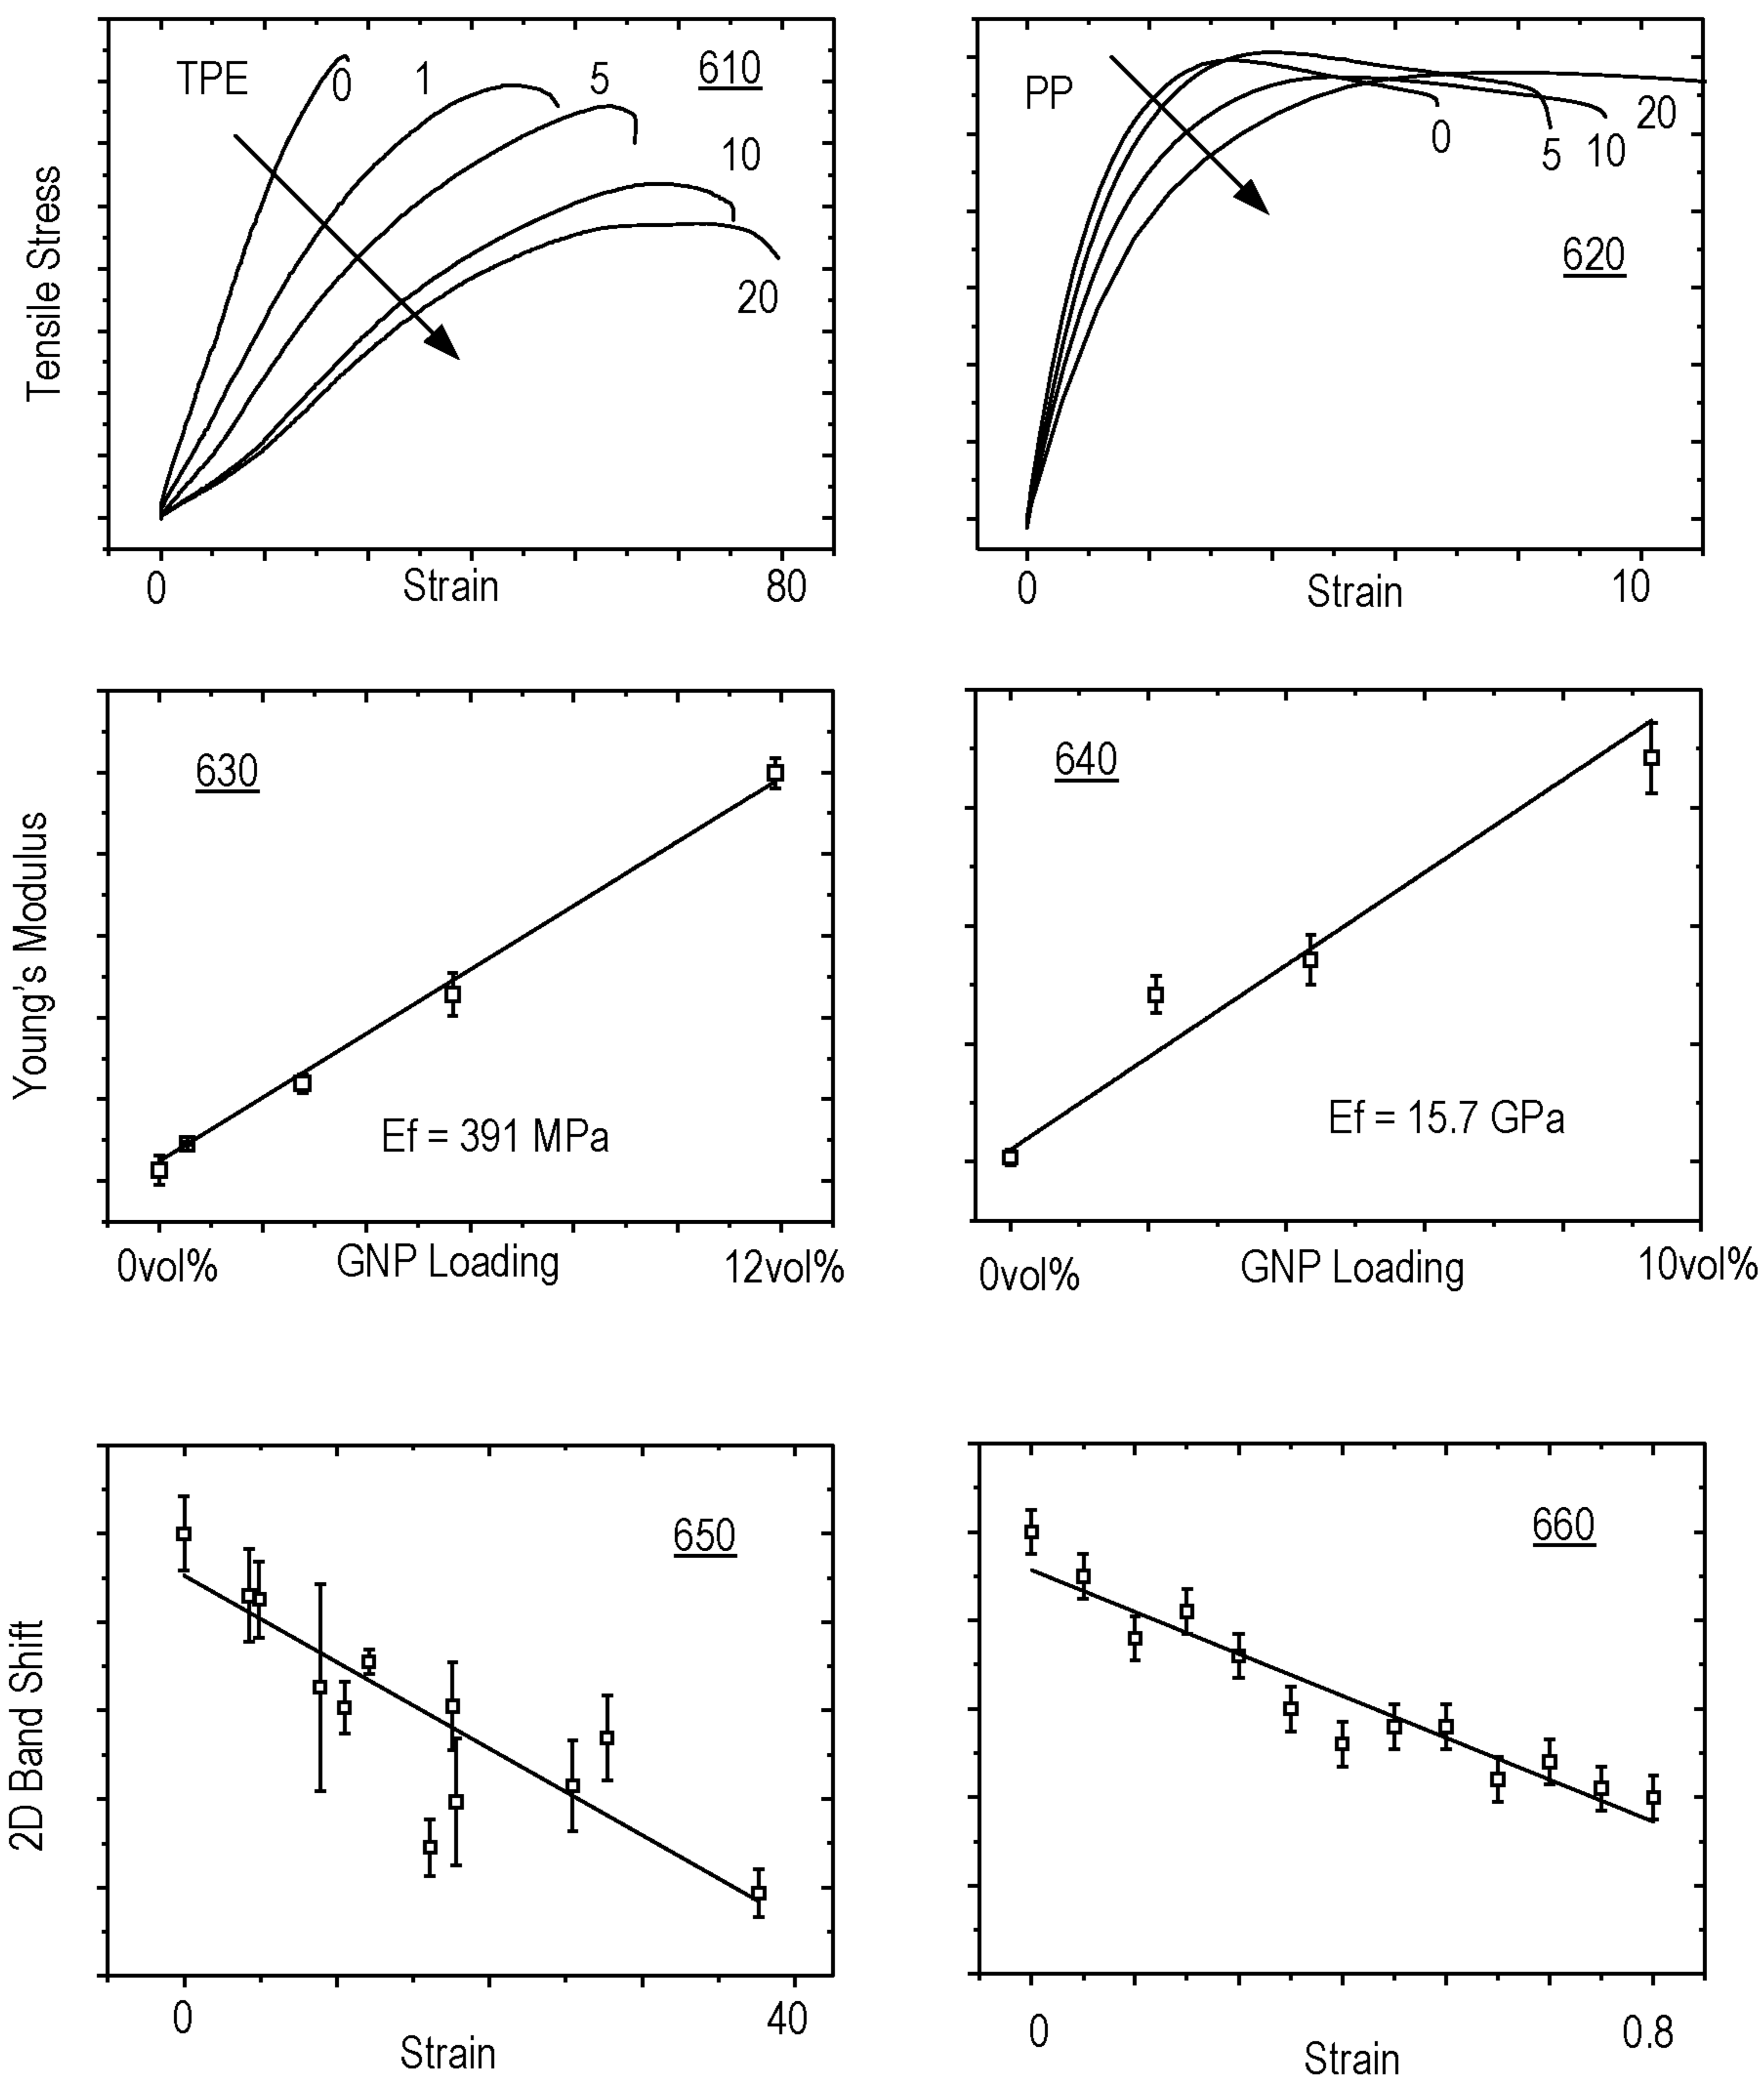 TPE 0 1 5 610
10
20
Tensile Stress
0 Strain 80
PP
0 5 10 20
620
0 Strain 10
630
Young's Modulus
Ef = 391 MPa
0vol% GNP Loading 12vol%
640
Ef = 15.7 GPa
0vol% GNP Loading 10vol%
650
2D Band Shift
0 40
Strain
660
0 0.8
Strain